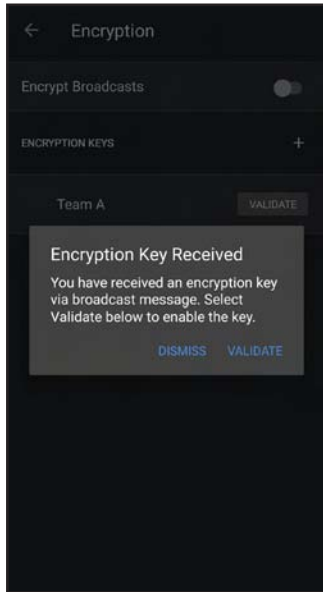 Encryption
Encrypt Broadcasts
ENCRYPTION KEYS
Team A
VALIDATE
Encryption Key Received
You have received an encryption key
via broadcast message. Select
Validate below to enable the key.
DISMISS VALIDATE